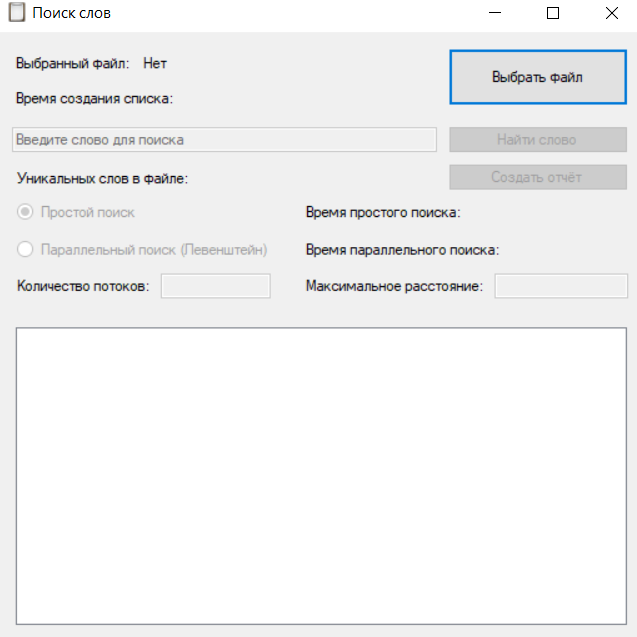 Поиск слов
Выбранный файл: Нет
Выбрать файл
Время создания списка:
Введите слово для поиска
Найти слово
Уникальных слов в файле:
Создать отчёт
Простой поиск
Время простого поиска:
Параллельный поиск (Левенштейн)
Время параллельного поиска:
Количество потоков:
Максимальное расстояние: